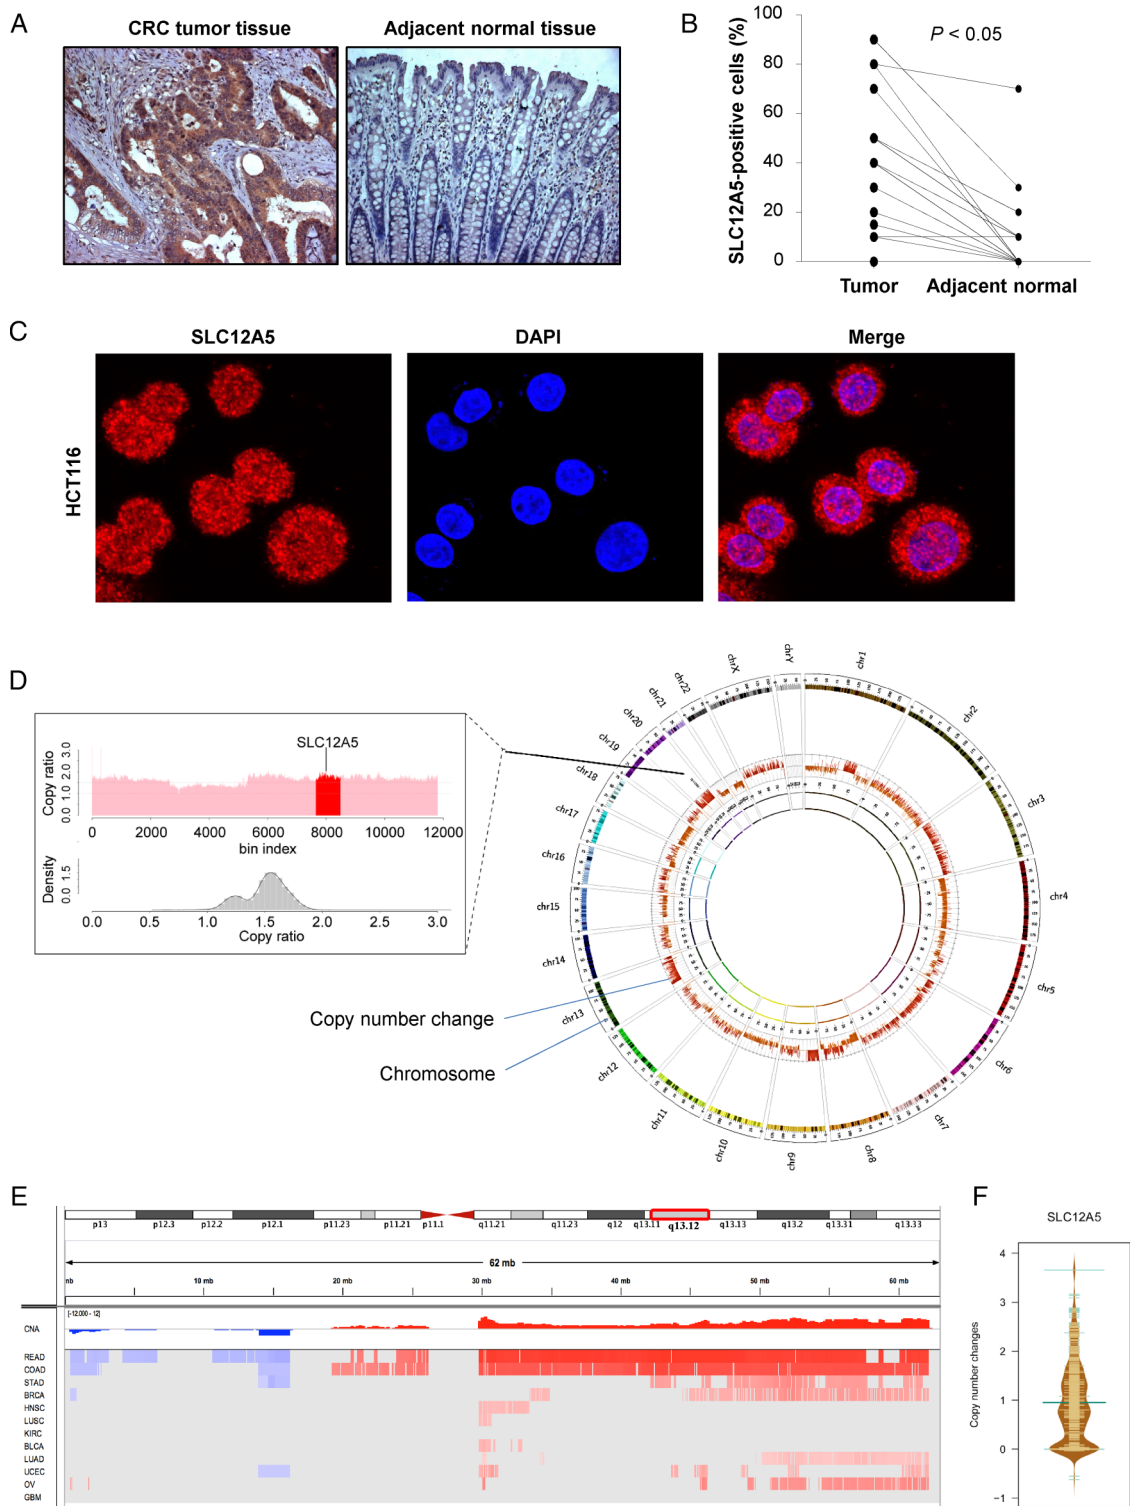 A
CRC tumor tissue
Adjacent normal tissue
B
SLC12A5-positive cells (%)
100
80
60
40
20
0
P < 0.05
Tumor
Adjacent normal
C
SLC12A5
DAPI
Merge
HCT116
D
SLC12A5
Copy ratio
0.0 1.0 2.0 3.0
0 2000 4000 6000 8000 10000 12000
bin index
Density
0.0 1.5
0.0 0.5 1.0 1.5 2.0 3.0
Copy ratio
Copy number change
Chromosome
chr1
chr2
chr3
chr4
chr5
chr6
chr7
chr8
chr9
chr10
chr11
chr12
chr13
chr14
chr15
chr16
chr17
chr18
chr19
chr20
chr21
chr22
chrX
chrY
E
p13 p12.3 p12.2 p12.1 p11.23 p11.21 p11.1 q11.21 q11.23 q12 q13.11 q13.12 q13.13 q13.2 q13.31 q13.33
62 mb
nb 10 mb 20 mb 30 mb 40 mb 50 mb 60 mb
[-12.000 - 12]
CNA
READ
COAD
STAD
BRCA
HNSC
LUSC
KIRC
BLCA
LUAD
UCEC
OV
GBM
F
SLC12A5
Copy number changes
4
3
2
1
0
−1